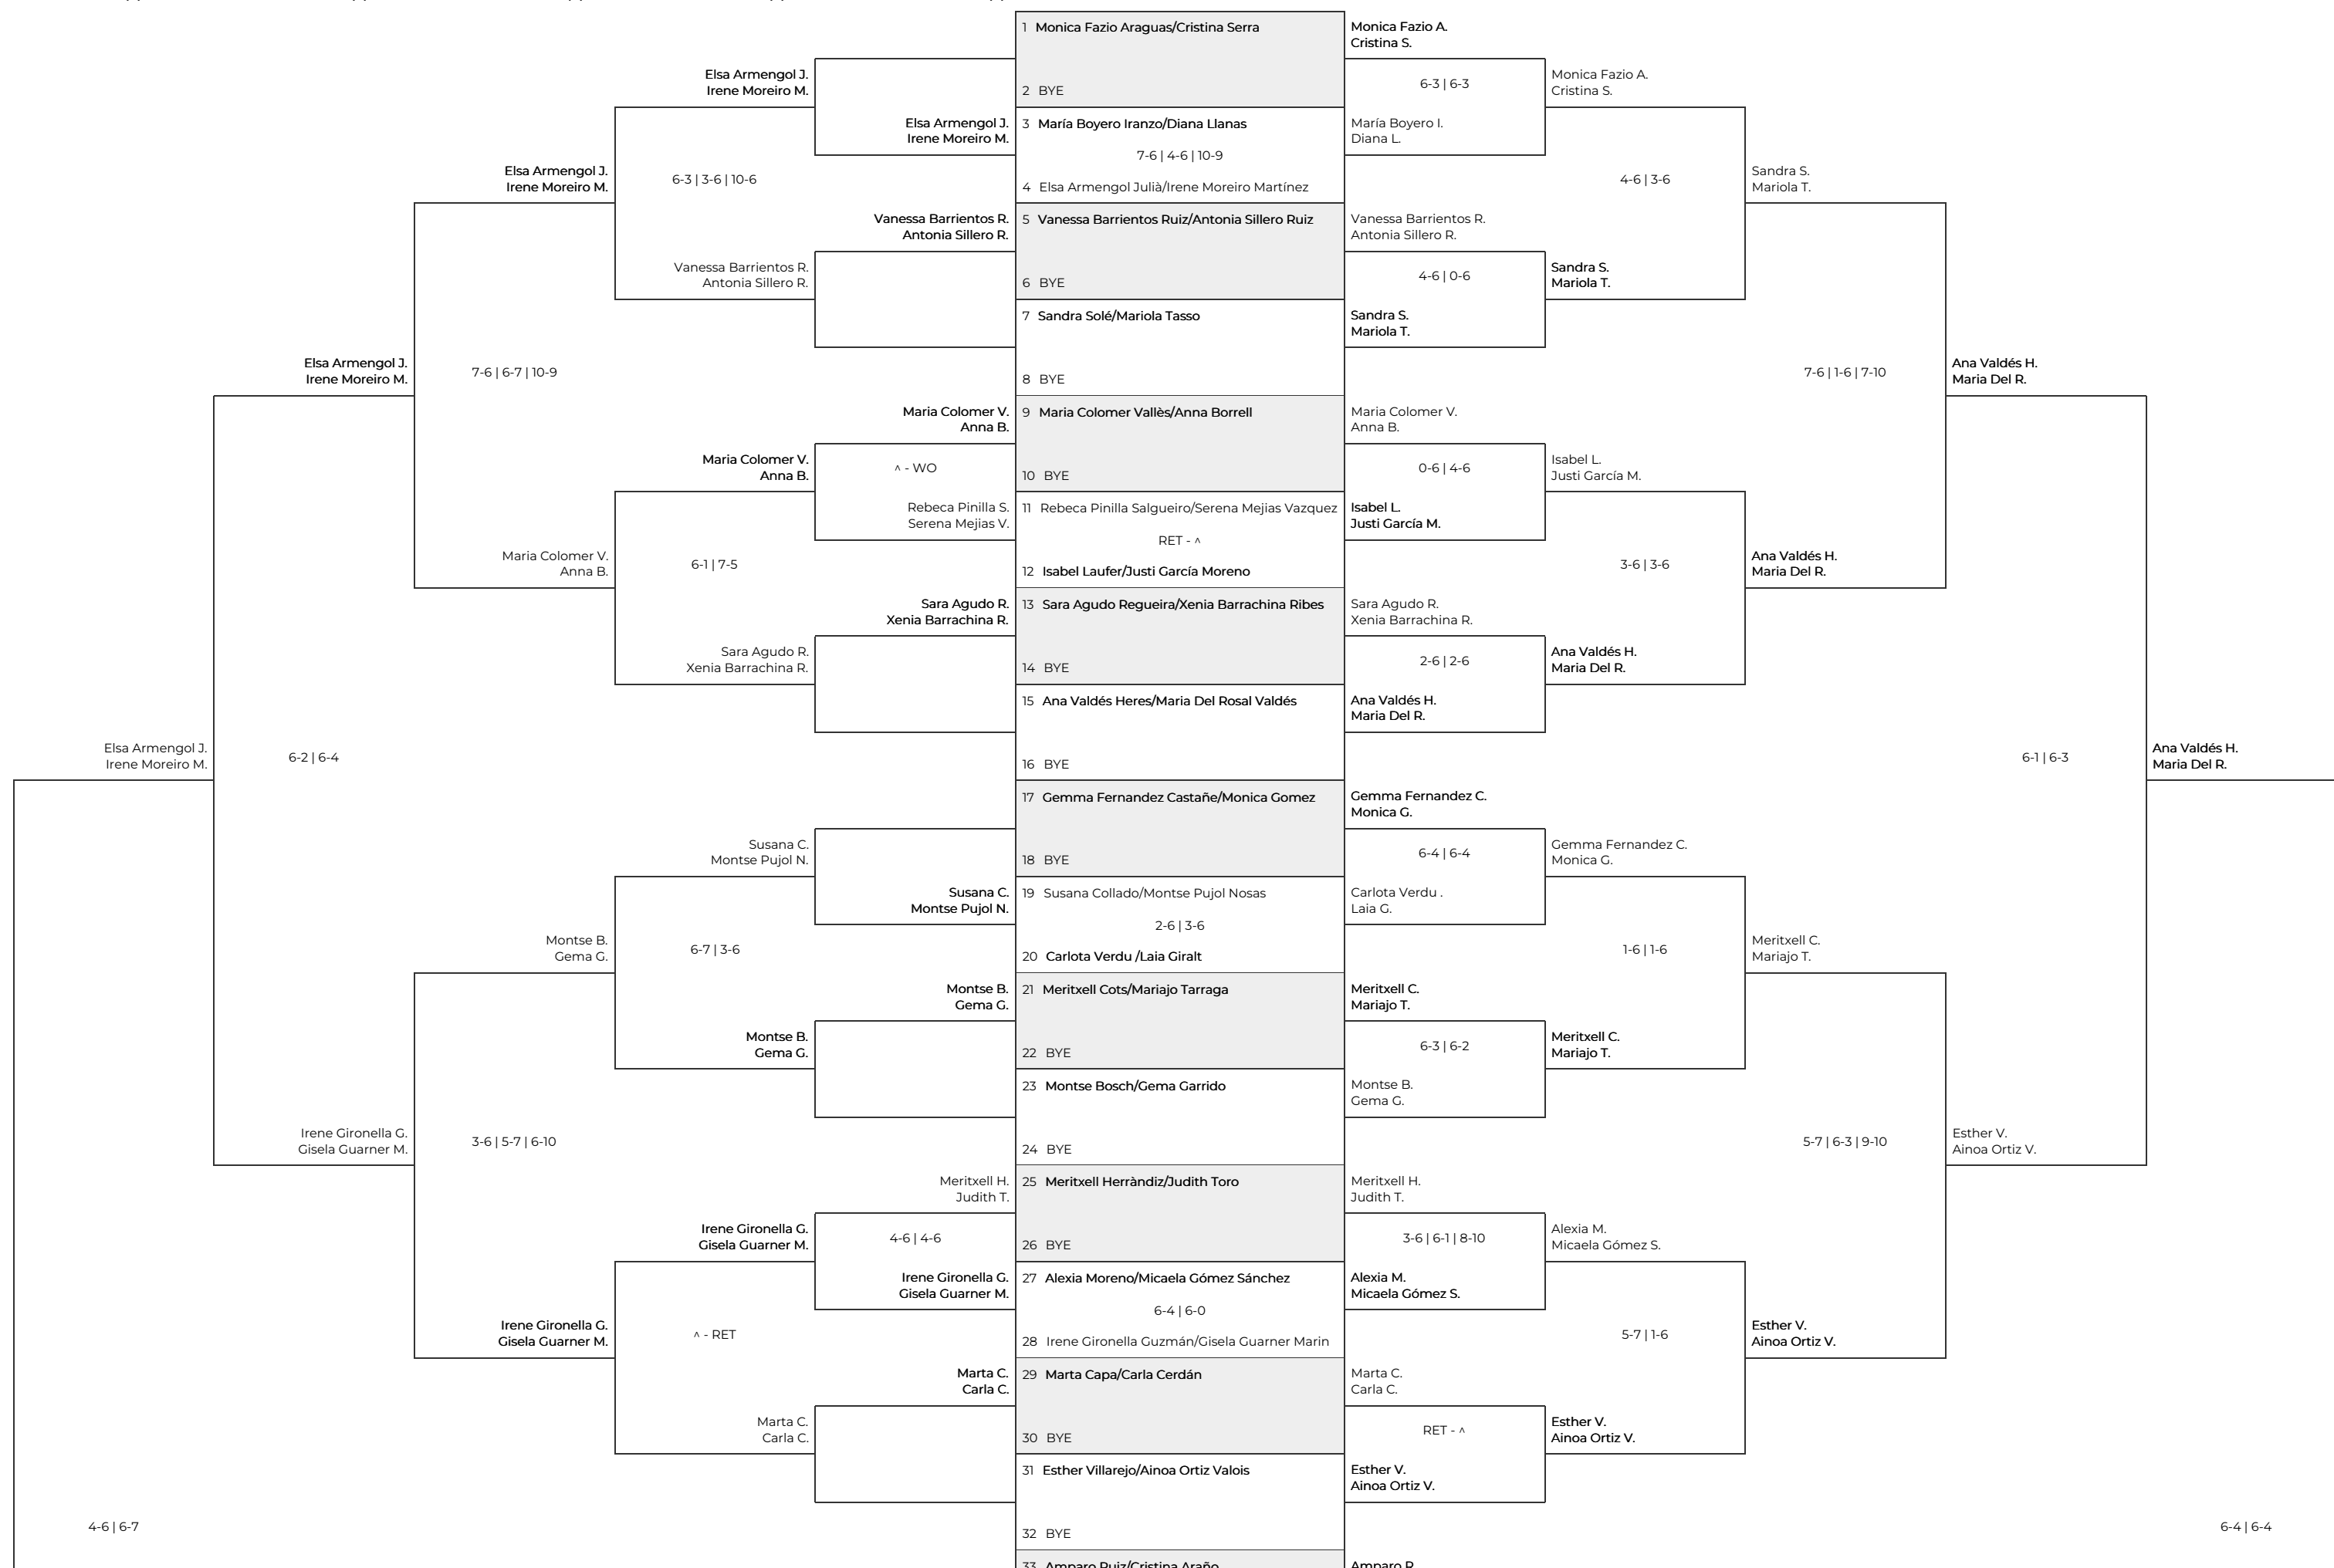 1 Monica Fazio Araguas/Cristina Serra
2 BYE
3 María Boyero Iranzo/Diana Llanas
7-6 | 4-6 | 10-9
4 Elsa Armengol Julià/Irene Moreiro Martínez
5 Vanessa Barrientos Ruiz/Antonia Sillero Ruiz
6 BYE
7 Sandra Solé/Mariola Tasso
8 BYE
9 Maria Colomer Vallès/Anna Borrell
10 BYE
11 Rebeca Pinilla Salgueiro/Serena Mejias Vazquez
RET - ^
12 Isabel Laufer/Justi García Moreno
13 Sara Agudo Regueira/Xenia Barrachina Ribes
14 BYE
15 Ana Valdés Heres/Maria Del Rosal Valdés
16 BYE
17 Gemma Fernandez Castañe/Monica Gomez
18 BYE
19 Susana Collado/Montse Pujol Nosas
2-6 | 3-6
20 Carlota Verdu /Laia Giralt
21 Meritxell Cots/Mariajo Tarraga
22 BYE
23 Montse Bosch/Gema Garrido
24 BYE
25 Meritxell Herràndiz/Judith Toro
26 BYE
27 Alexia Moreno/Micaela Gómez Sánchez
6-4 | 6-0
28 Irene Gironella Guzmán/Gisela Guarner Marin
29 Marta Capa/Carla Cerdán
30 BYE
31 Esther Villarejo/Ainoa Ortiz Valois
32 BYE
33 Amparo Ruiz/Cristina Araño
Monica Fazio A.
Cristina S.
6-3 | 6-3
María Boyero I.
Diana L.
Vanessa Barrientos R.
Antonia Sillero R.
4-6 | 0-6
Sandra S.
Mariola T.
Maria Colomer V.
Anna B.
0-6 | 4-6
Isabel L.
Justi García M.
Sara Agudo R.
Xenia Barrachina R.
2-6 | 2-6
Ana Valdés H.
Maria Del R.
Gemma Fernandez C.
Monica G.
6-4 | 6-4
Carlota Verdu .
Laia G.
Meritxell C.
Mariajo T.
6-3 | 6-2
Montse B.
Gema G.
Meritxell H.
Judith T.
3-6 | 6-1 | 8-10
Alexia M.
Micaela Gómez S.
Marta C.
Carla C.
RET - ^
Esther V.
Ainoa Ortiz V.
Amparo R.
Monica Fazio A.
Cristina S.
4-6 | 3-6
Sandra S.
Mariola T.
Isabel L.
Justi García M.
3-6 | 3-6
Ana Valdés H.
Maria Del R.
Gemma Fernandez C.
Monica G.
1-6 | 1-6
Meritxell C.
Mariajo T.
Alexia M.
Micaela Gómez S.
5-7 | 1-6
Esther V.
Ainoa Ortiz V.
Sandra S.
Mariola T.
7-6 | 1-6 | 7-10
Ana Valdés H.
Maria Del R.
Meritxell C.
Mariajo T.
5-7 | 6-3 | 9-10
Esther V.
Ainoa Ortiz V.
Ana Valdés H.
Maria Del R.
6-1 | 6-3
Esther V.
Ainoa Ortiz V.
Ana Valdés H.
Maria Del R.
6-4 | 6-4
Elsa Armengol J.
Irene Moreiro M.
Vanessa Barrientos R.
Antonia Sillero R.
Maria Colomer V.
Anna B.
^ - WO
Rebeca Pinilla S.
Serena Mejias V.
Sara Agudo R.
Xenia Barrachina R.
Susana C.
Montse Pujol N.
Montse B.
Gema G.
Meritxell H.
Judith T.
4-6 | 4-6
Irene Gironella G.
Gisela Guarner M.
Marta C.
Carla C.
Elsa Armengol J.
Irene Moreiro M.
6-3 | 3-6 | 10-6
Vanessa Barrientos R.
Antonia Sillero R.
Maria Colomer V.
Anna B.
6-1 | 7-5
Sara Agudo R.
Xenia Barrachina R.
Susana C.
Montse Pujol N.
6-7 | 3-6
Montse B.
Gema G.
Irene Gironella G.
Gisela Guarner M.
^ - RET
Marta C.
Carla C.
Elsa Armengol J.
Irene Moreiro M.
7-6 | 6-7 | 10-9
Maria Colomer V.
Anna B.
Montse B.
Gema G.
3-6 | 5-7 | 6-10
Irene Gironella G.
Gisela Guarner M.
Elsa Armengol J.
Irene Moreiro M.
6-2 | 6-4
Irene Gironella G.
Gisela Guarner M.
Elsa Armengol J.
Irene Moreiro M.
4-6 | 6-7